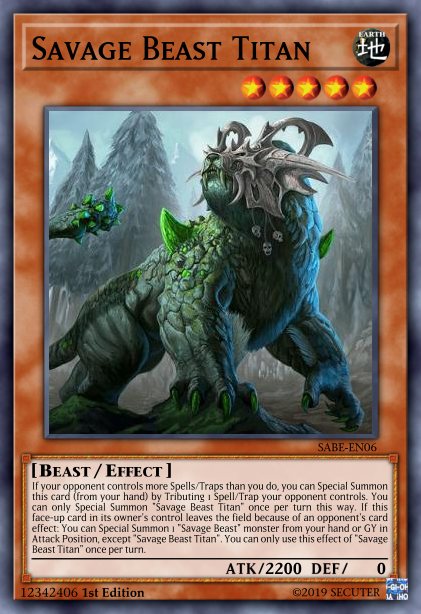 Savage Beast Titan
EARTH
地
SABE-EN06
[Beast / Effect]
If your opponent controls more Spells/Traps than you do, you can Special Summon
this card (from your hand) by Tributing 1 Spell/Trap your opponent controls. You
can only Special Summon "Savage Beast Titan" once per turn this way. If this
face-up card in its owner's control leaves the field because of an opponent's card
effect: You can Special Summon 1 "Savage Beast" monster from your hand or GY in
Attack Position, except "Savage Beast Titan". You can only use this effect of "Savage
Beast Titan" once per turn.
ATK/2200 DEF/ 0
12342406 1st Edition
©2019 SECUTER